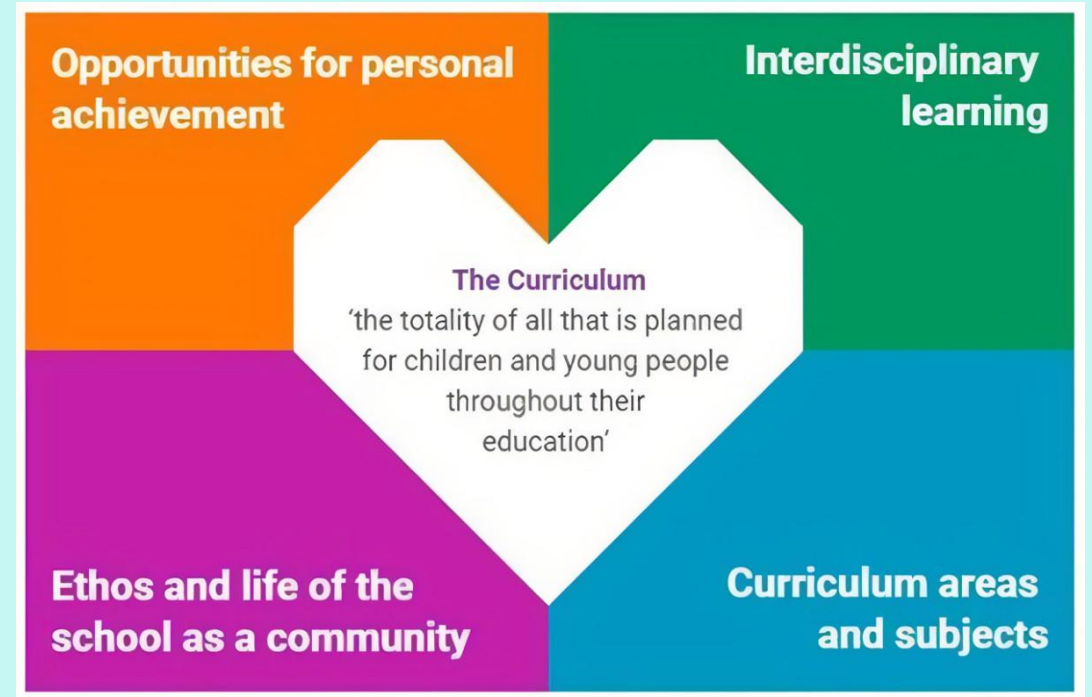 Opportunities for personal
achievement
Interdisciplinary
learning
The Curriculum
‘the totality of all that is planned
for children and young people
throughout their
education’
Ethos and life of the
school as a community
Curriculum areas
and subjects